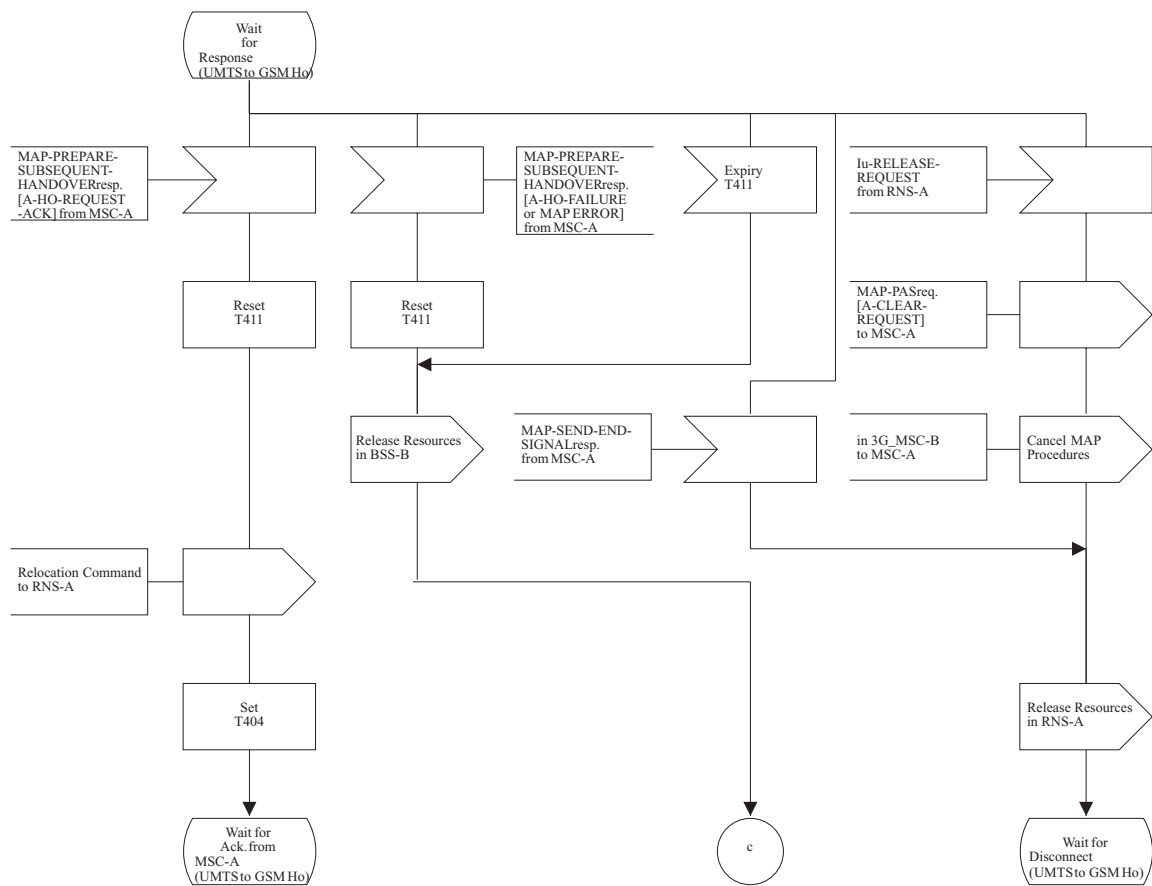 Wait
for
Response
(UMTS to GSM Ho)
MAP-PREPARE-
SUBSEQUENT-
HANDOVERresp.
[A-HO-REQUEST
-ACK] from MSC-A
MAP-PREPARE-
SUBSEQUENT-
HANDOVERresp.
[A-HO-FAILURE
or MAP ERROR]
from MSC-A
Expiry
T411
Iu-RELEASE-
REQUEST
from RNS-A
Reset
T411
Reset
T411
MAP-PASreq.
[A-CLEAR-
REQUEST]
to MSC-A
Release Resources
in BSS-B
MAP-SEND-END-
SIGNALresp.
from MSC-A
in 3G_MSC-B
to MSC-A
Cancel MAP
Procedures
Relocation Command
to RNS-A
Set
T404
Release Resources
in RNS-A
Wait for
Ack. from
MSC-A
(UMTS to GSM Ho)
c
Wait for
Disconnect
(UMTS to GSM Ho)